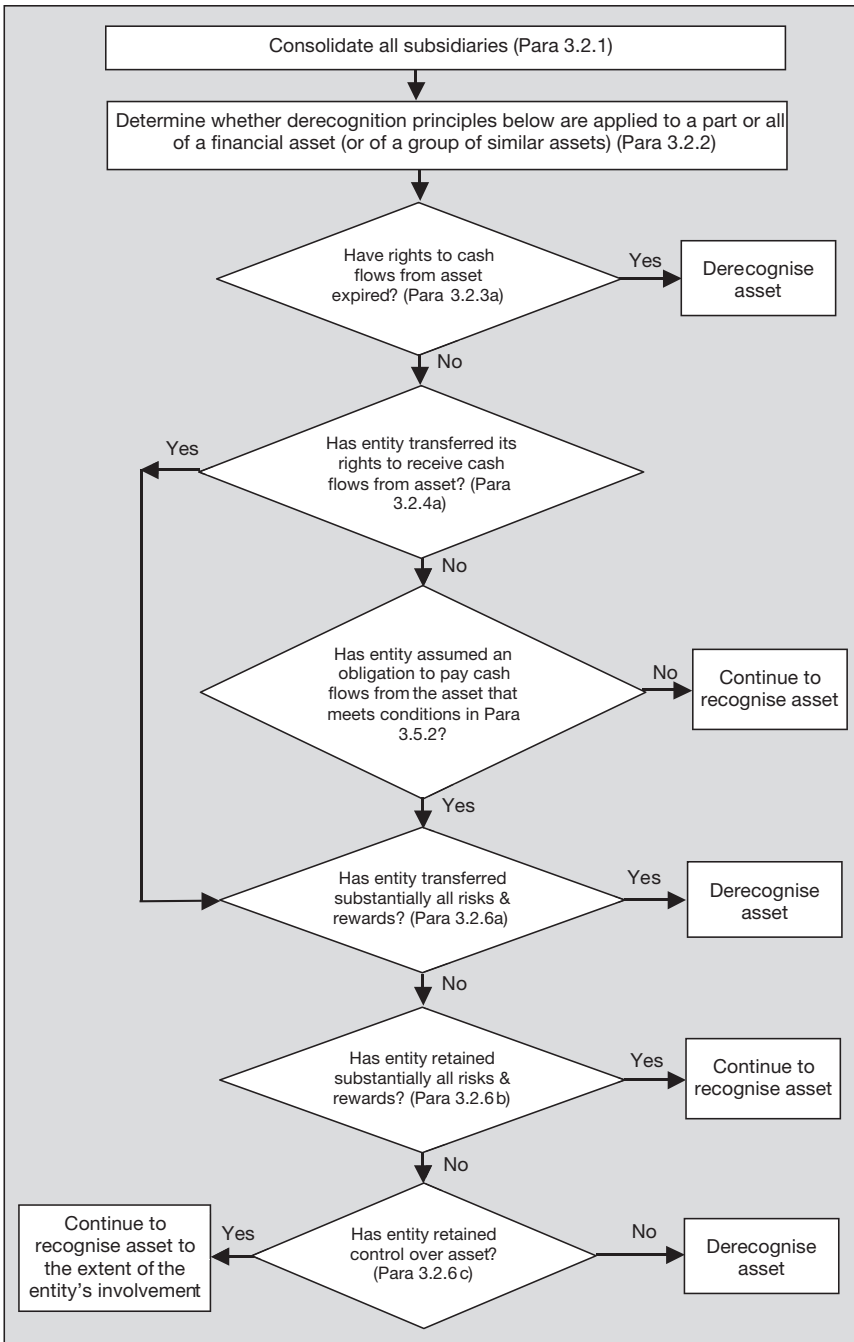 Consolidate all subsidiaries (Para 3.2.1)
Determine whether derecognition principles below are applied to a part or all
of a financial asset (or of a group of similar assets) (Para 3.2.2)
Have rights to cash
flows from asset
expired? (Para 3.2.3a)
Yes
Derecognise
asset
No
Has entity transferred its
rights to receive cash
flows from asset? (Para
3.2.4a)
Yes
No
Has entity assumed an
obligation to pay cash
flows from the asset that
meets conditions in Para
3.5.2?
No
Continue to
recognise asset
Yes
Has entity transferred
substantially all risks &
rewards? (Para 3.2.6a)
Yes
Derecognise
asset
No
Has entity retained
substantially all risks &
rewards? (Para 3.2.6b)
Yes
Continue to
recognise asset
No
Continue to
recognise asset to
the extent of the
entity's involvement
Yes
Has entity retained
control over asset?
(Para 3.2.6c)
No
Derecognise
asset